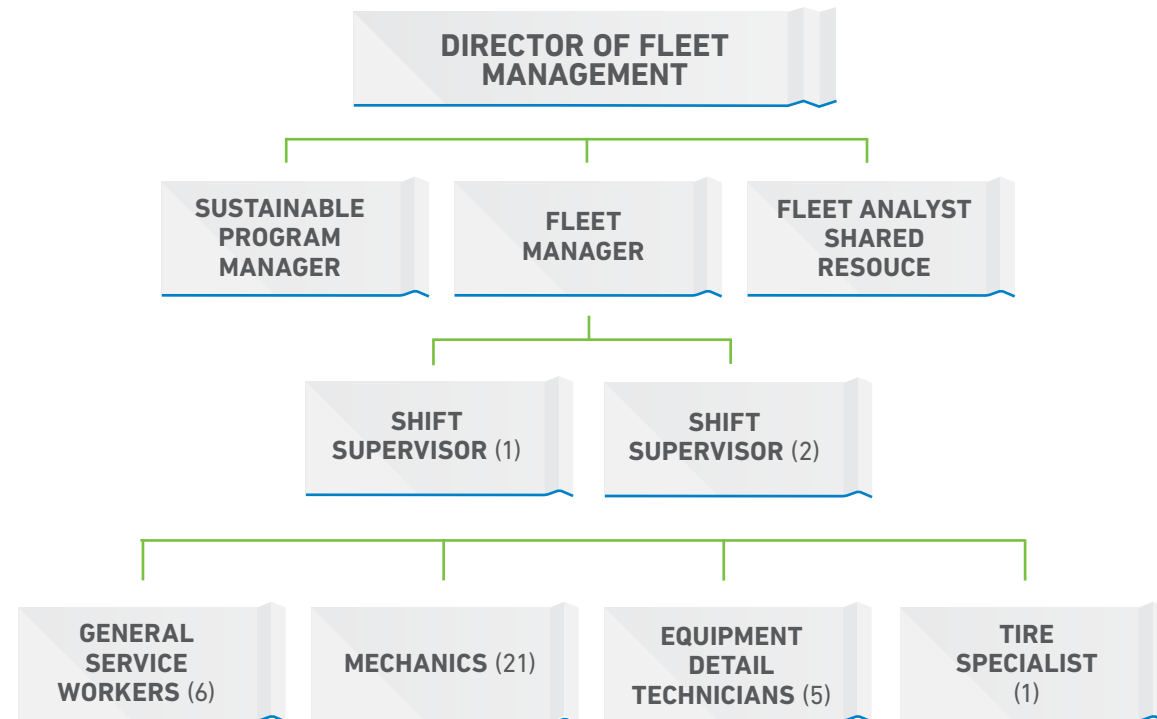 DIRECTOR OF FLEET
MANAGEMENT
SUSTAINABLE
PROGRAM
MANAGER
FLEET
MANAGER
FLEET ANALYST
SHARED
RESOUCE
SHIFT
SUPERVISOR (1)
SHIFT
SUPERVISOR (2)
GENERAL
SERVICE
WORKERS (6)
MECHANICS (21)
EQUIPMENT
DETAIL
TECHNICIANS (5)
TIRE
SPECIALIST
(1)